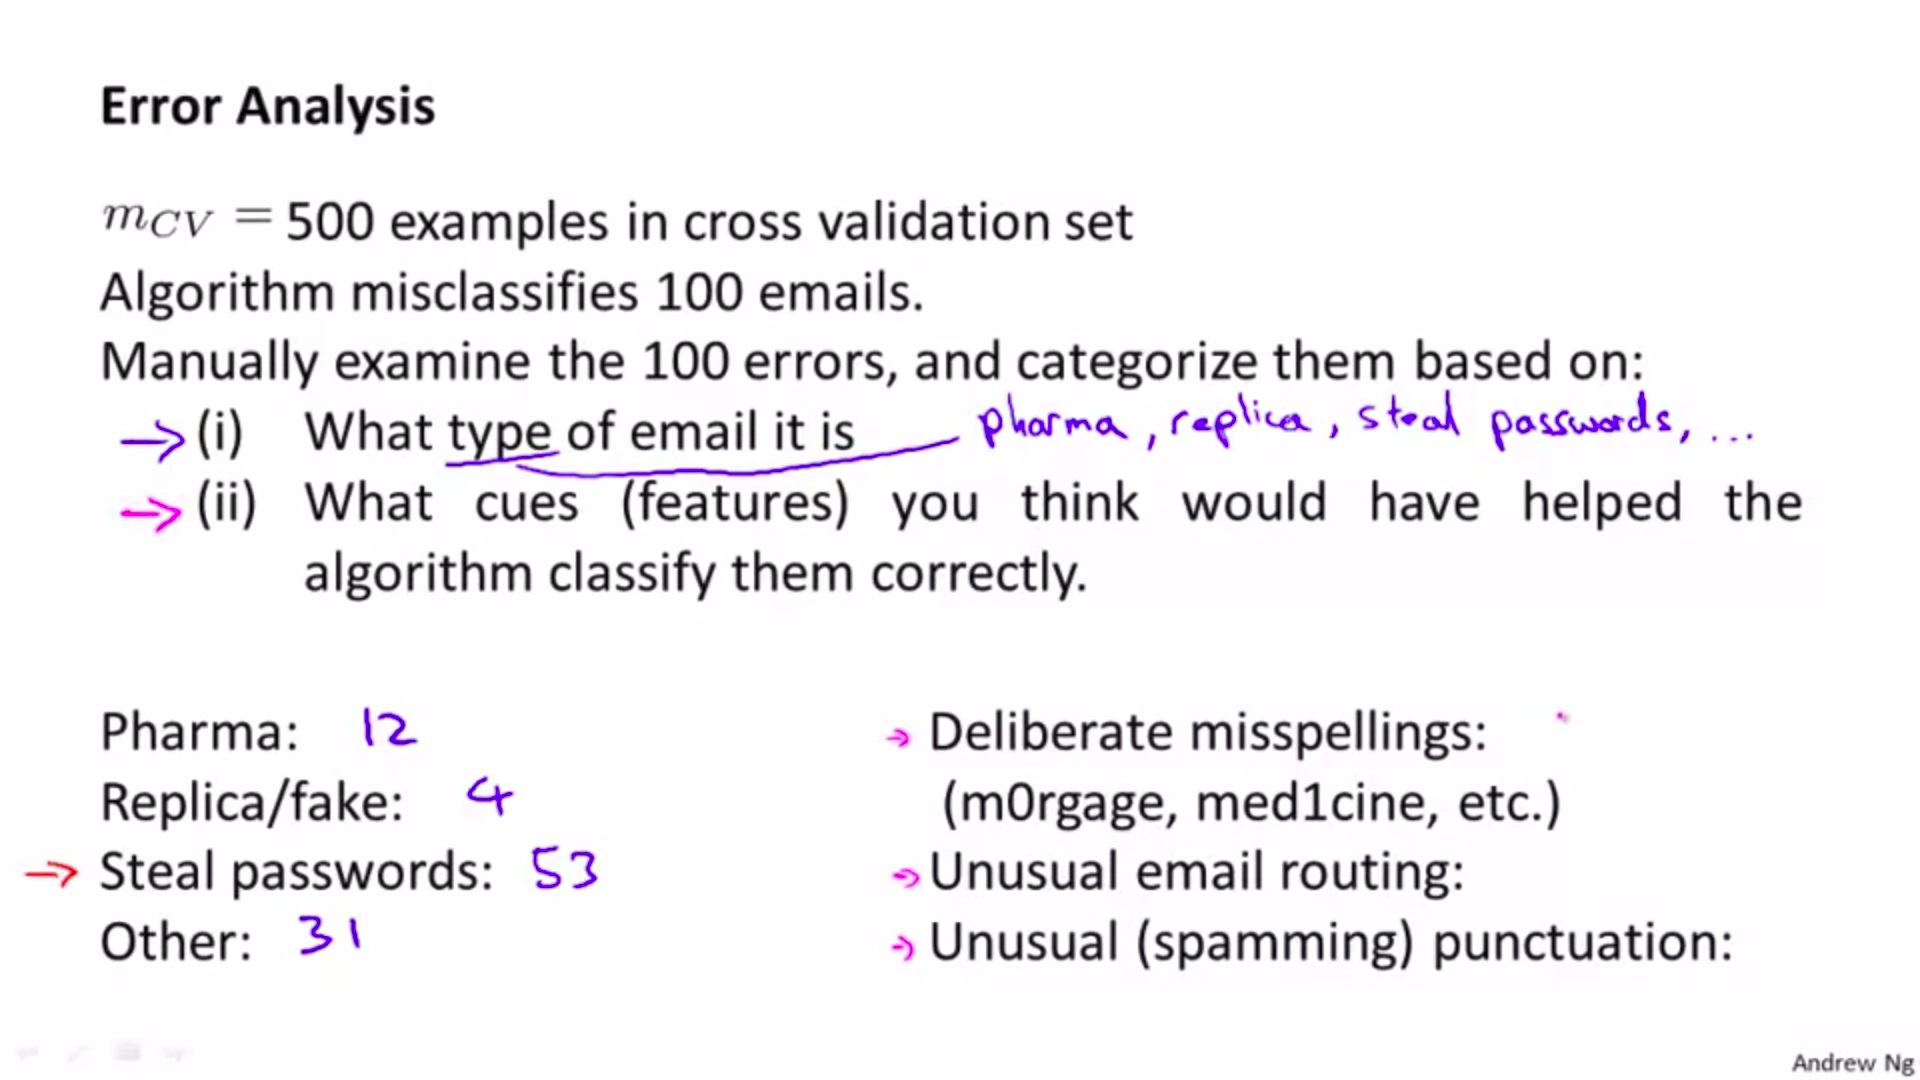 Error Analysis
m_CV = 500 examples in cross validation set
Algorithm misclassifies 100 emails.
Manually examine the 100 errors, and categorize them based on:
→ (i) What type of email it is — pharma, replica, steal passwords, ...
→ (ii) What cues (features) you think would have helped the
algorithm classify them correctly.
Pharma: 12
Replica/fake: 4
→ Steal passwords: 53
Other: 31
→ Deliberate misspellings:
(m0rgage, med1cine, etc.)
→ Unusual email routing:
→ Unusual (spamming) punctuation:
Andrew Ng